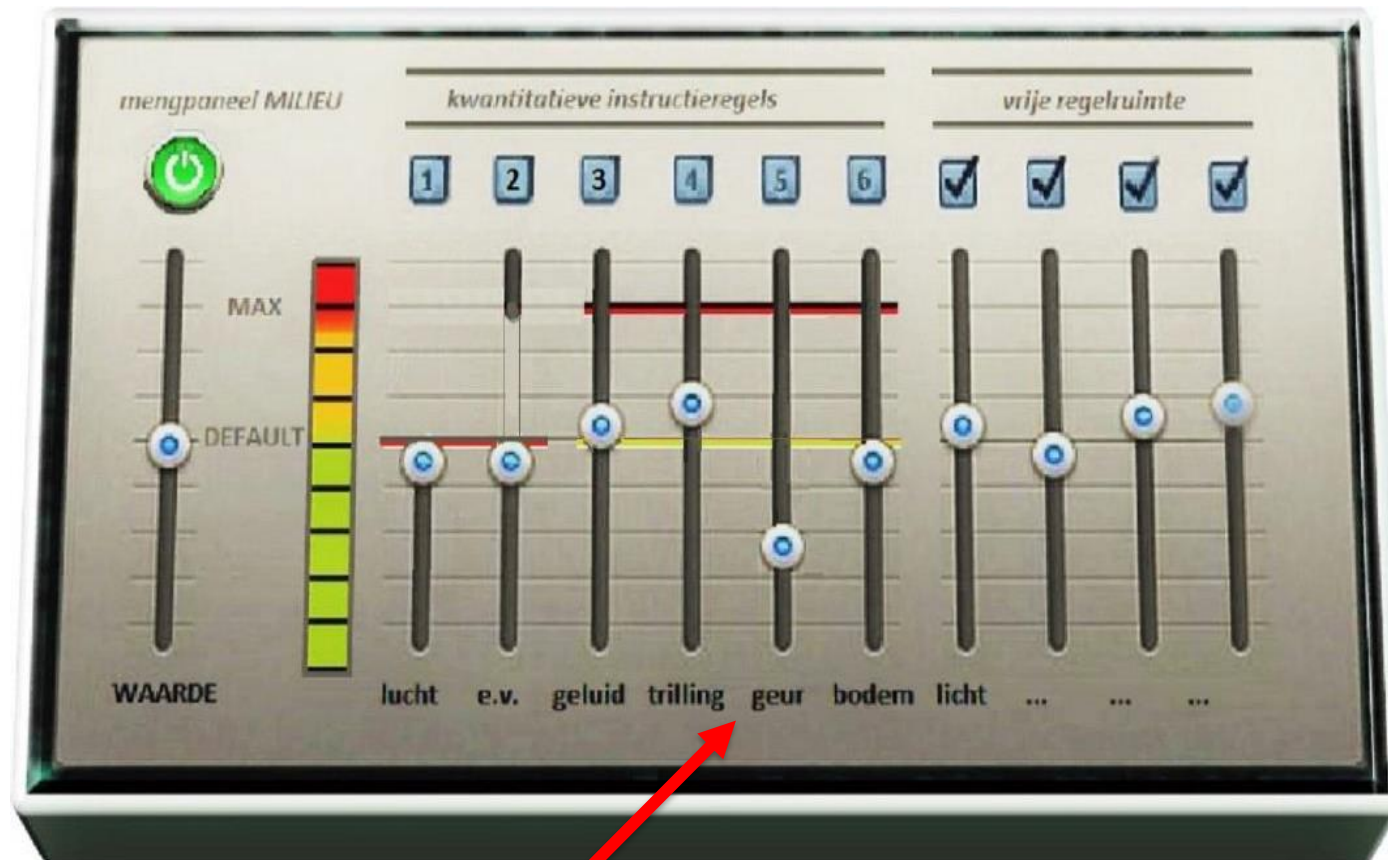 mengpaneel MILIEU
kwantitatieve instructieregels
vrije regelruimte
1 2 3 4 5 6
MAX
DEFAULT
WAARDE
lucht e.v. geluid trilling geur bodem licht ... ... ...